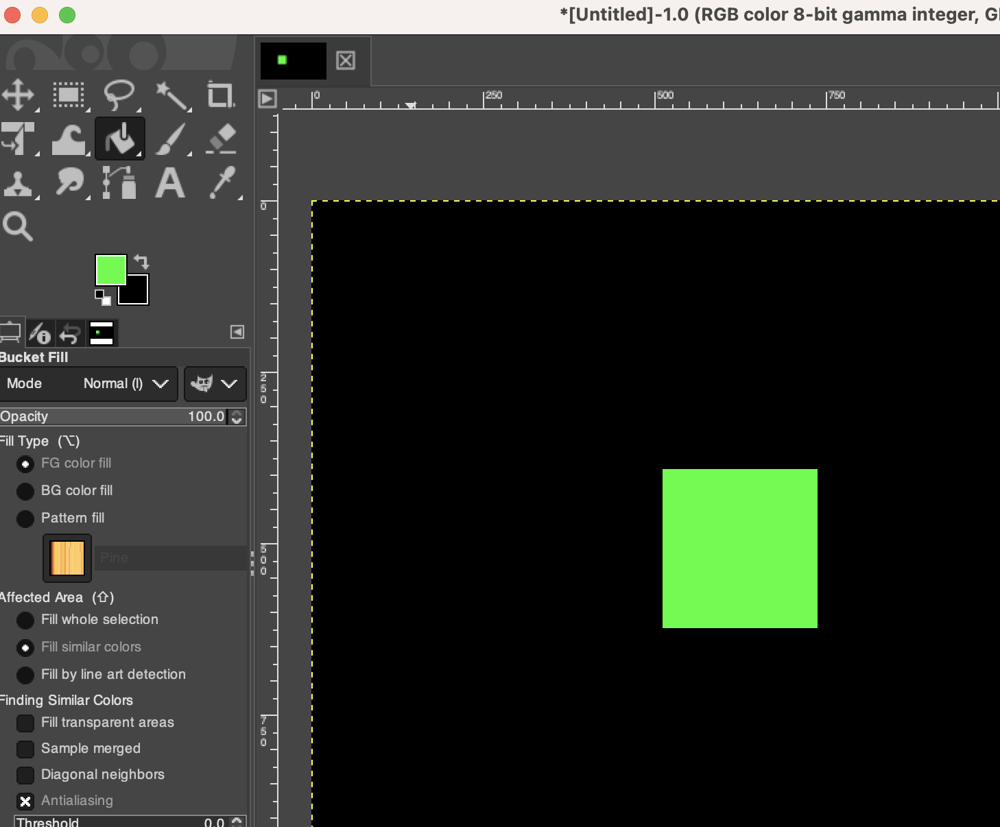 *[Untitled]-1.0 (RGB color 8-bit gamma integer, GI
0 250 500 750
0
250
500
750
A
Bucket Fill
Mode Normal (l)
Opacity 100.0
Fill Type (⌥)
FG color fill
BG color fill
Pattern fill
Pine
Affected Area (⇧)
Fill whole selection
Fill similar colors
Fill by line art detection
Finding Similar Colors
Fill transparent areas
Sample merged
Diagonal neighbors
Antialiasing
Threshold 0.0